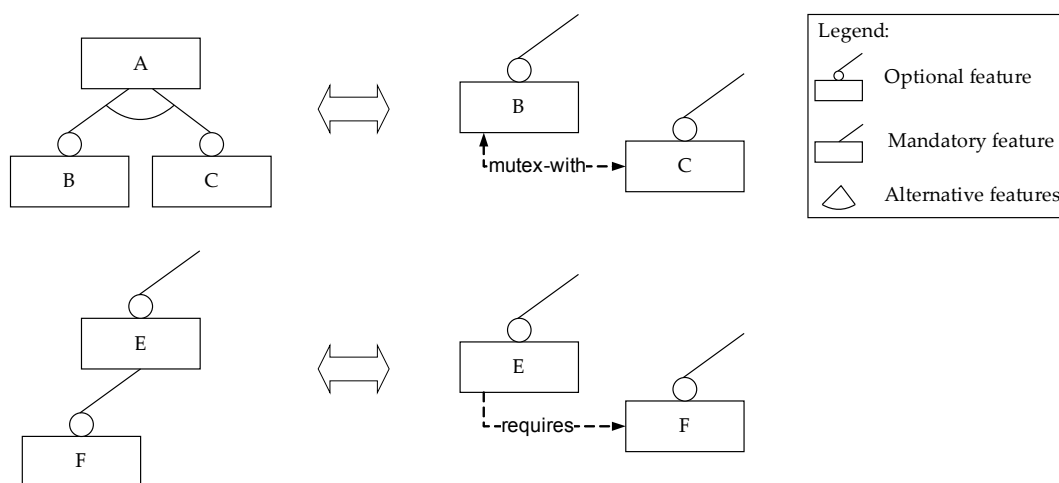 A
B
C
B
mutex-with
C
Legend:
Optional feature
Mandatory feature
Alternative features
E
F
E
requires
F